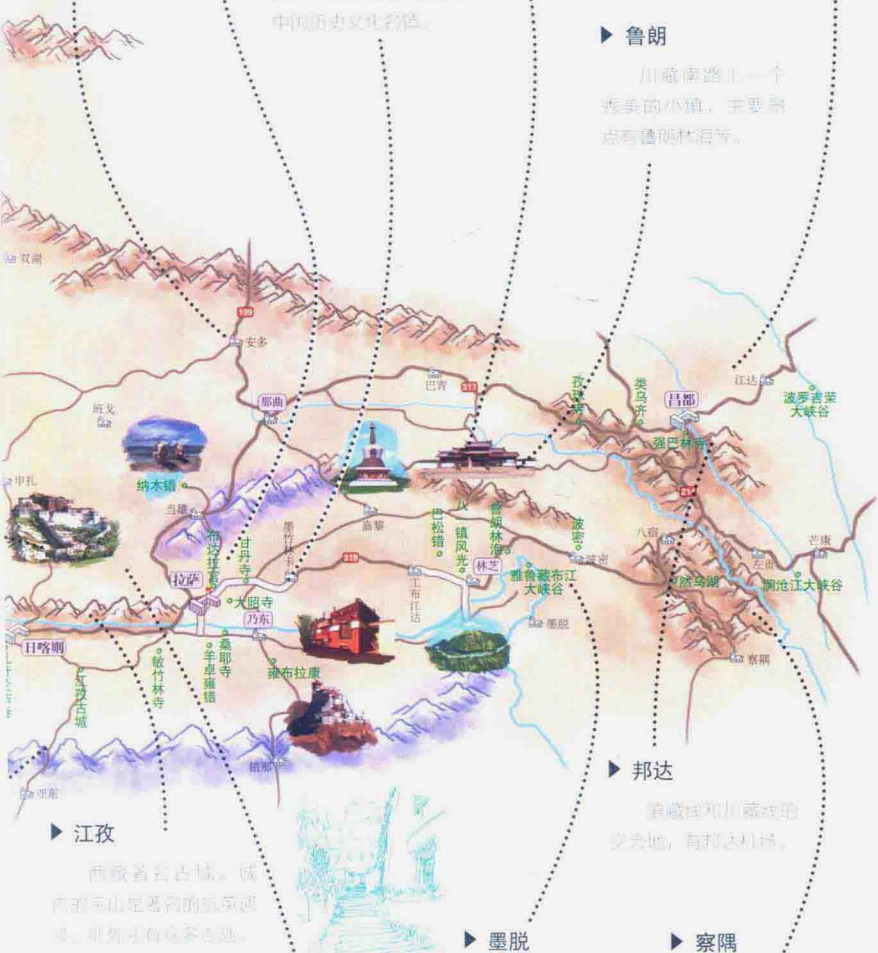 中国历史文化名镇。
鲁朗
川藏南路上一个
秀美的小镇，主要景
点有鲁朗林海等。
双湖
109
安多
巴青
317
孜珠寺
类乌齐
昌都
江达
波罗吉荣
大峡谷
班戈
那曲
强巴林寺
纳木错
申扎
当雄
嘉黎
214
布达拉宫
甘丹寺
墨竹林卡
318
巴松错
八一镇风光
鲁朗林海
波密
波密
八宿
左贡
芒康
拉萨
大昭寺
工布江达
林芝
雅鲁藏布江
大峡谷
然乌湖
澜沧江大峡谷
乃东
墨脱
日喀则
江孜古城
敏竹林寺
羊卓雍错
桑耶寺
雍布拉康
察隅
错那
亚东
邦达
滇藏线和川藏线的
交会地，有邦达机场。
江孜
西藏著名古城。城
内的宗山是著名的抗英遗
墨脱
察隅